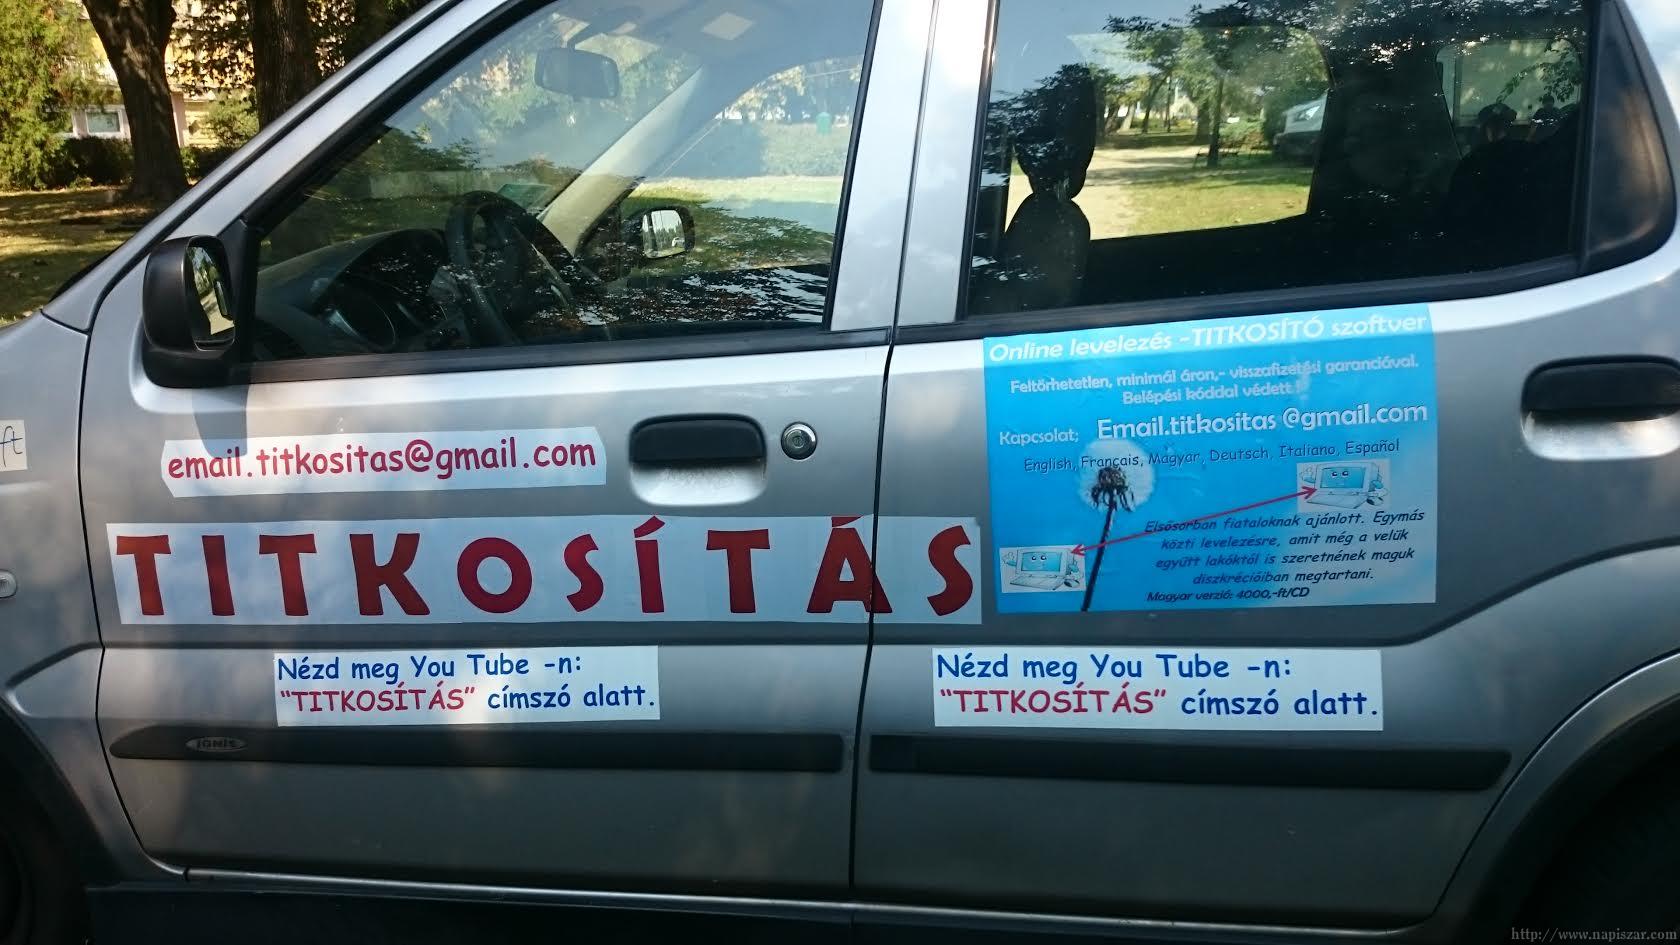 ft
email.titkositas@gmail.com
TITKOSÍTÁS
Nézd meg You Tube -n:
"TITKOSÍTÁS" címszó alatt.
IGNIS
Online levelezés -TITKOSÍTÓ szoftver
Feltörhetetlen, minimál áron,- visszafizetési garanciával.
Belépési kóddal védett!
Kapcsolat; Email.titkositas @gmail.com
English, Français, Magyar, Deutsch, Italiano, Español
Elsősorban fiataloknak ajánlott. Egymás
közti levelezésre, amit még a velük
együtt lakóktól is szeretnének maguk
diszkrécióiban megtartani.
Magyar verzió: 4000,-ft/CD
Nézd meg You Tube -n:
"TITKOSÍTÁS" címszó alatt.
http://www.napiszar.com